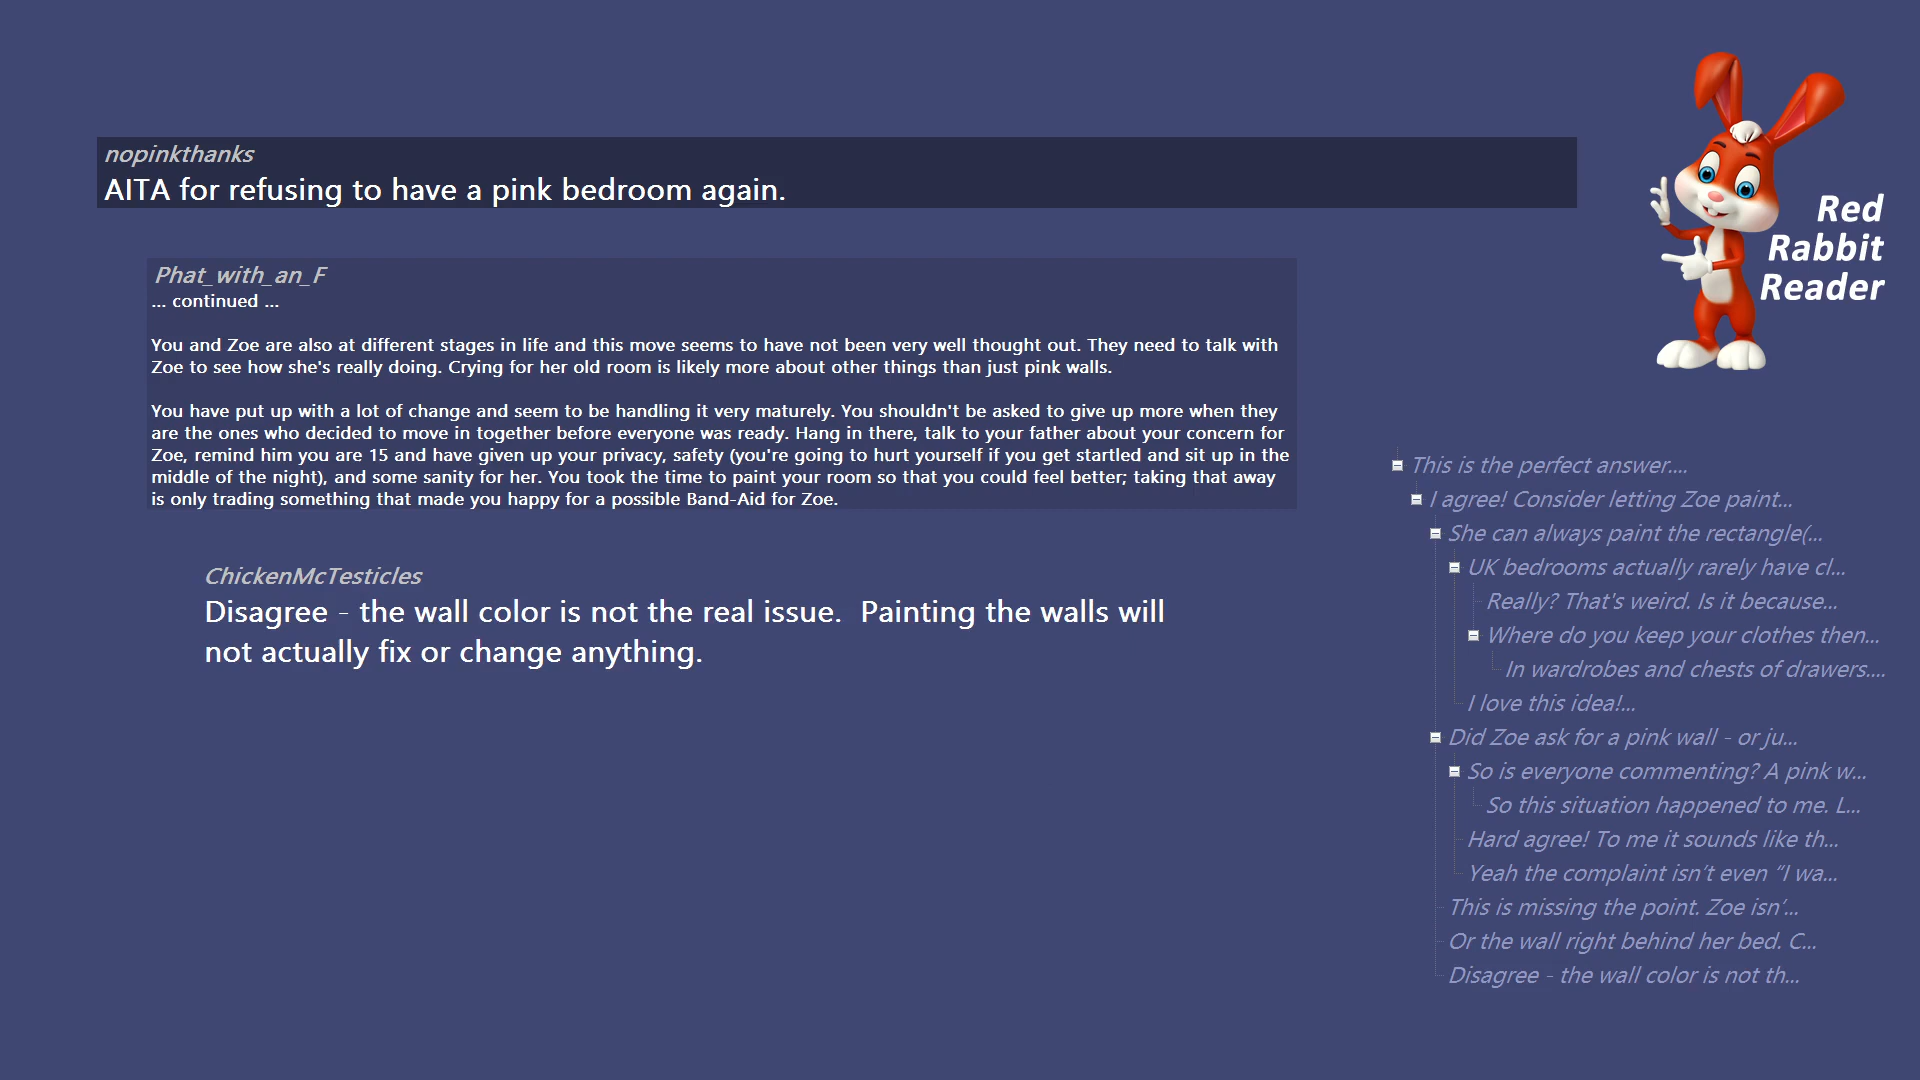 nopinkthanks
AITA for refusing to have a pink bedroom again.
Phat_with_an_F
... continued ...
You and Zoe are also at different stages in life and this move seems to have not been very well thought out. They need to talk with
Zoe to see how she's really doing. Crying for her old room is likely more about other things than just pink walls.
You have put up with a lot of change and seem to be handling it very maturely. You shouldn't be asked to give up more when they
are the ones who decided to move in together before everyone was ready. Hang in there, talk to your father about your concern for
Zoe, remind him you are 15 and have given up your privacy, safety (you're going to hurt yourself if you get startled and sit up in the
middle of the night), and some sanity for her. You took the time to paint your room so that you could feel better; taking that away
is only trading something that made you happy for a possible Band-Aid for Zoe.
ChickenMcTesticles
Disagree - the wall color is not the real issue.  Painting the walls will
not actually fix or change anything.
Red
Rabbit
Reader
This is the perfect answer....
I agree! Consider letting Zoe paint...
She can always paint the rectangle(...
UK bedrooms actually rarely have cl...
Really? That's weird. Is it because...
Where do you keep your clothes then...
In wardrobes and chests of drawers....
I love this idea!...
Did Zoe ask for a pink wall - or ju...
So is everyone commenting? A pink w...
So this situation happened to me. L...
Hard agree! To me it sounds like th...
Yeah the complaint isn’t even “I wa...
This is missing the point. Zoe isn’...
Or the wall right behind her bed. C...
Disagree - the wall color is not th...